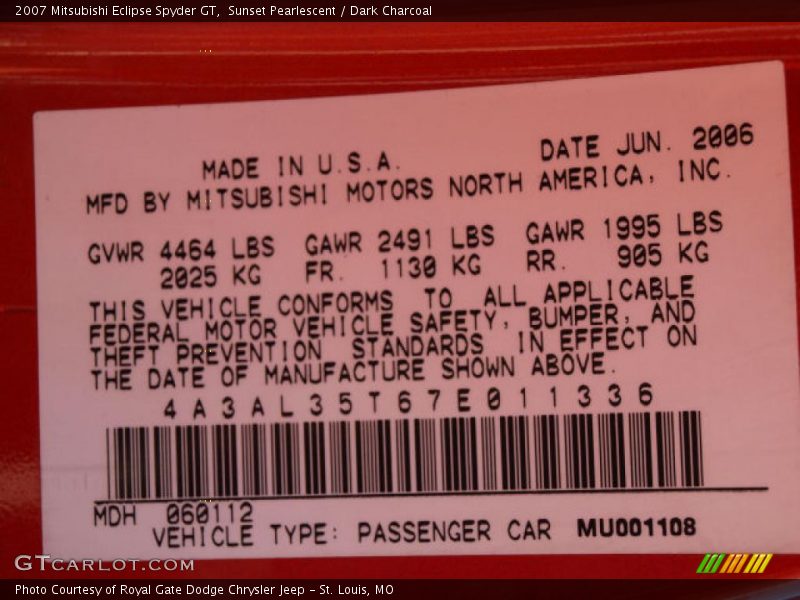 2007 Mitsubishi Eclipse Spyder GT,  Sunset Pearlescent / Dark Charcoal
MADE IN U.S.A.    DATE JUN. 2006
MFD BY MITSUBISHI MOTORS NORTH AMERICA, INC.
GVWR 4464 LBS  GAWR 2491 LBS  GAWR 1995 LBS
2025 KG  FR.  1130 KG  RR.  905 KG
THIS VEHICLE CONFORMS TO ALL APPLICABLE
FEDERAL MOTOR VEHICLE SAFETY, BUMPER, AND
THEFT PREVENTION STANDARDS IN EFFECT ON
THE DATE OF MANUFACTURE SHOWN ABOVE.
4A3AL35T67E011336
MDH  060112
VEHICLE TYPE: PASSENGER CAR  MU001108
GTCARLOT.COM
Photo Courtesy of Royal Gate Dodge Chrysler Jeep - St. Louis, MO